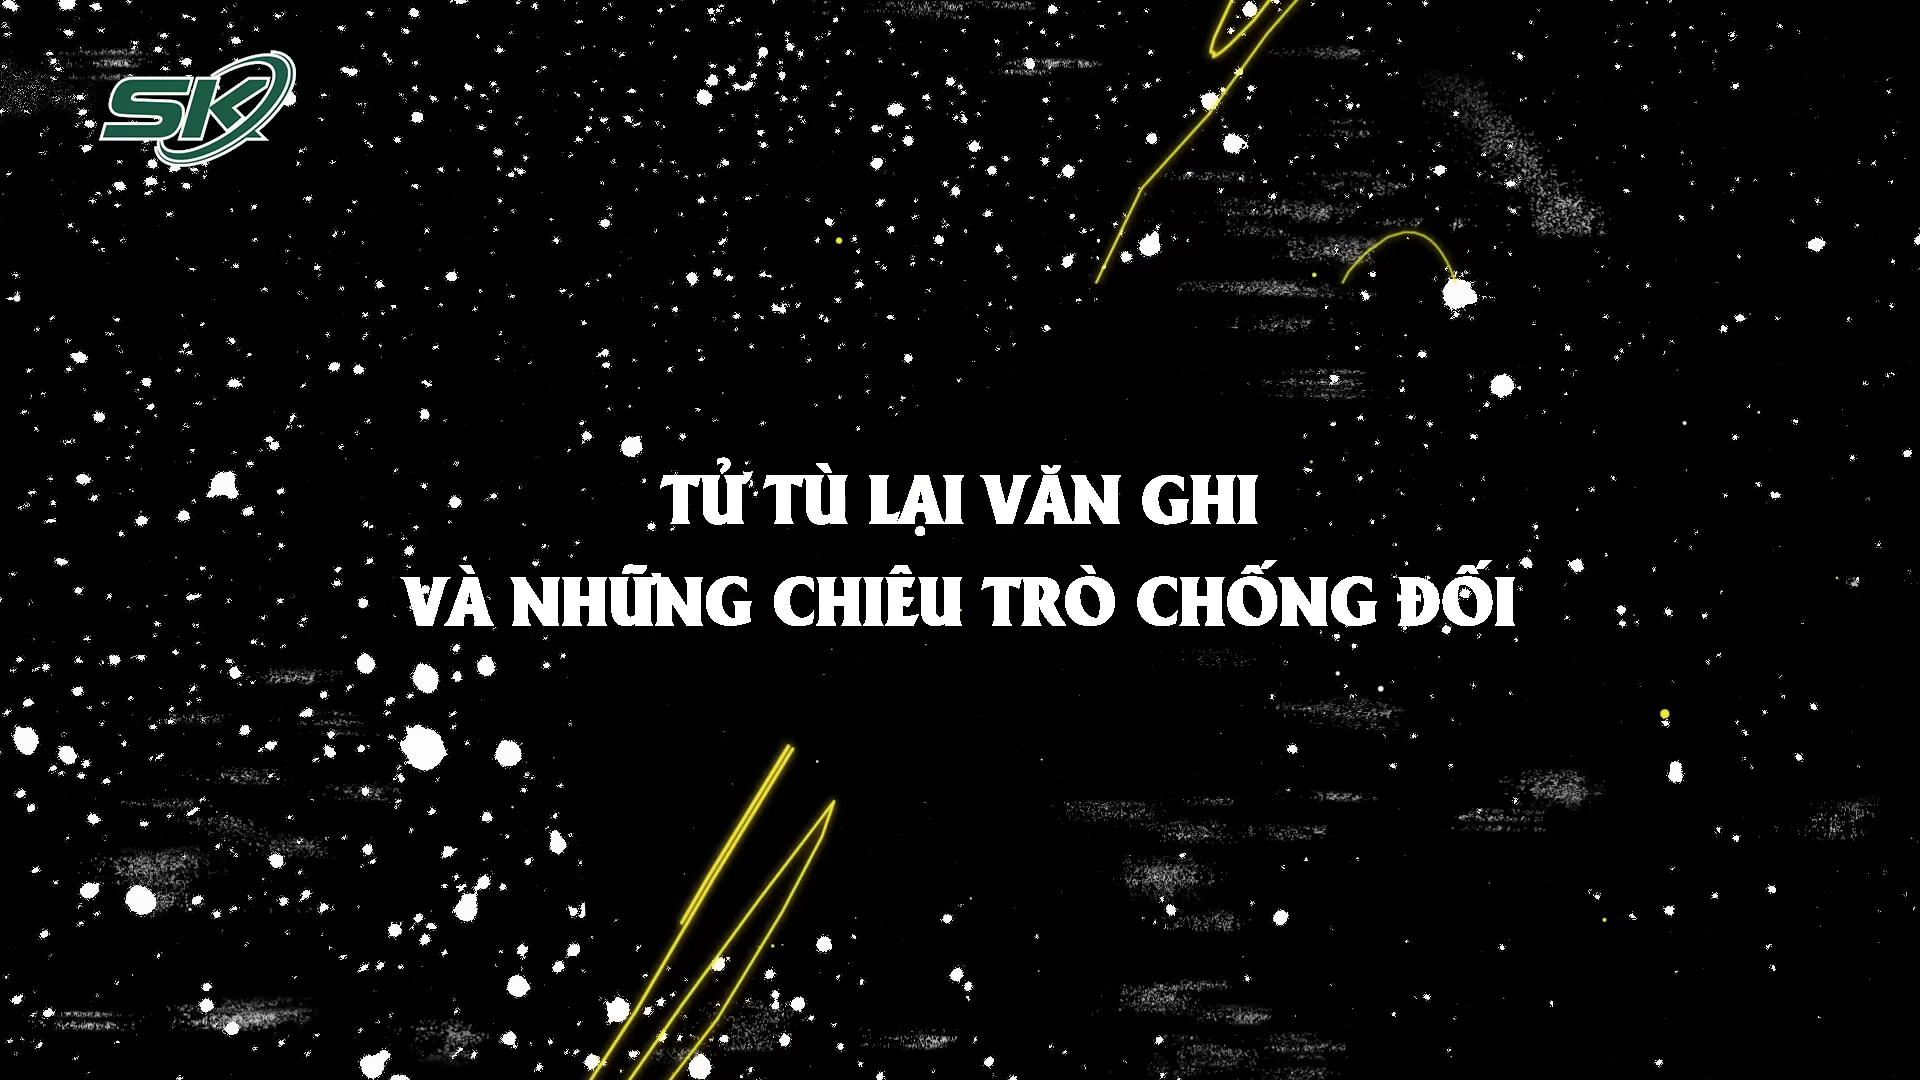 SK
TỬ TÙ LẠI VĂN GHI
VÀ NHỮNG CHIÊU TRÒ CHỐNG ĐỐI